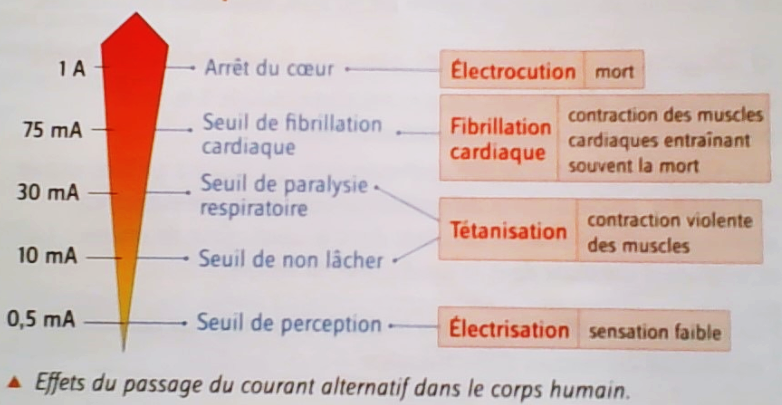 1 A
Arrêt du cœur
Électrocution
mort
75 mA
Seuil de fibrillation
cardiaque
Fibrillation
cardiaque
contraction des muscles
cardiaques entraînant
souvent la mort
30 mA
Seuil de paralysie
respiratoire
10 mA
Seuil de non lâcher
Tétanisation
contraction violente
des muscles
0,5 mA
Seuil de perception
Électrisation
sensation faible
Effets du passage du courant alternatif dans le corps humain.